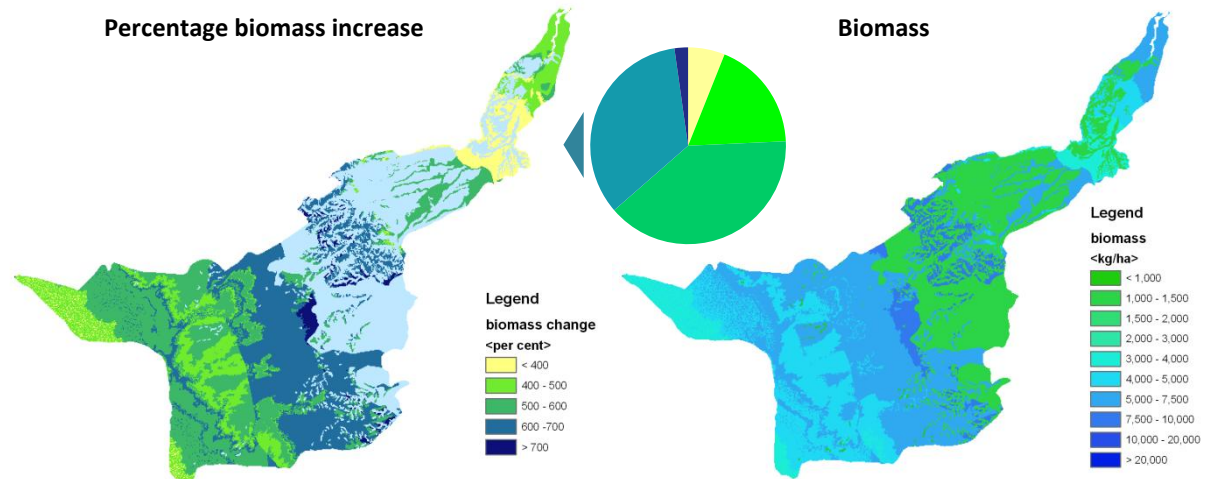 Percentage biomass increase
Legend
biomass change
<per cent>
< 400
400 - 500
500 - 600
600 -700
> 700
Biomass
Legend
biomass
<kg/ha>
< 1,000
1,000 - 1,500
1,500 - 2,000
2,000 - 3,000
3,000 - 4,000
4,000 - 5,000
5,000 - 7,500
7,500 - 10,000
10,000 - 20,000
> 20,000